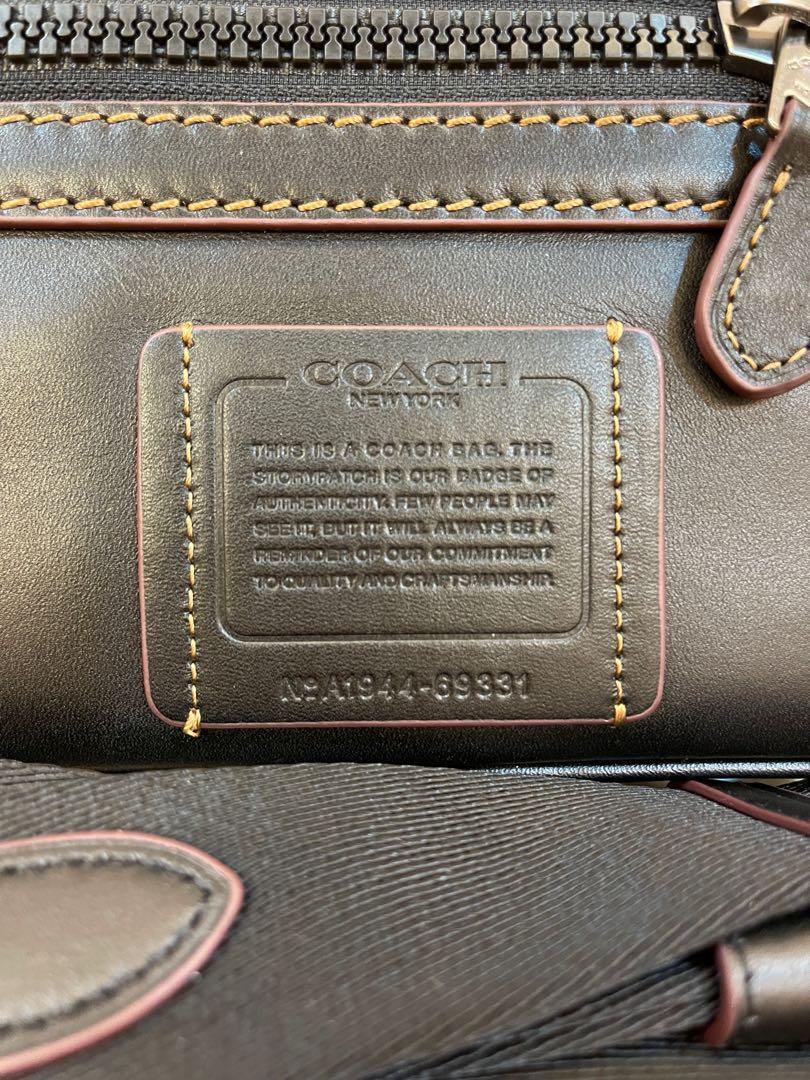 COACH
NEW YORK
THIS IS A COACH BAG. THE
STORYPATCH IS OUR BADGE OF
AUTHENTICITY. FEW PEOPLE MAY
SEE IT, BUT IT WILL ALWAYS BE A
REMINDER OF OUR COMMITMENT
TO QUALITY AND CRAFTSMANSHIP.
No A1944-69331